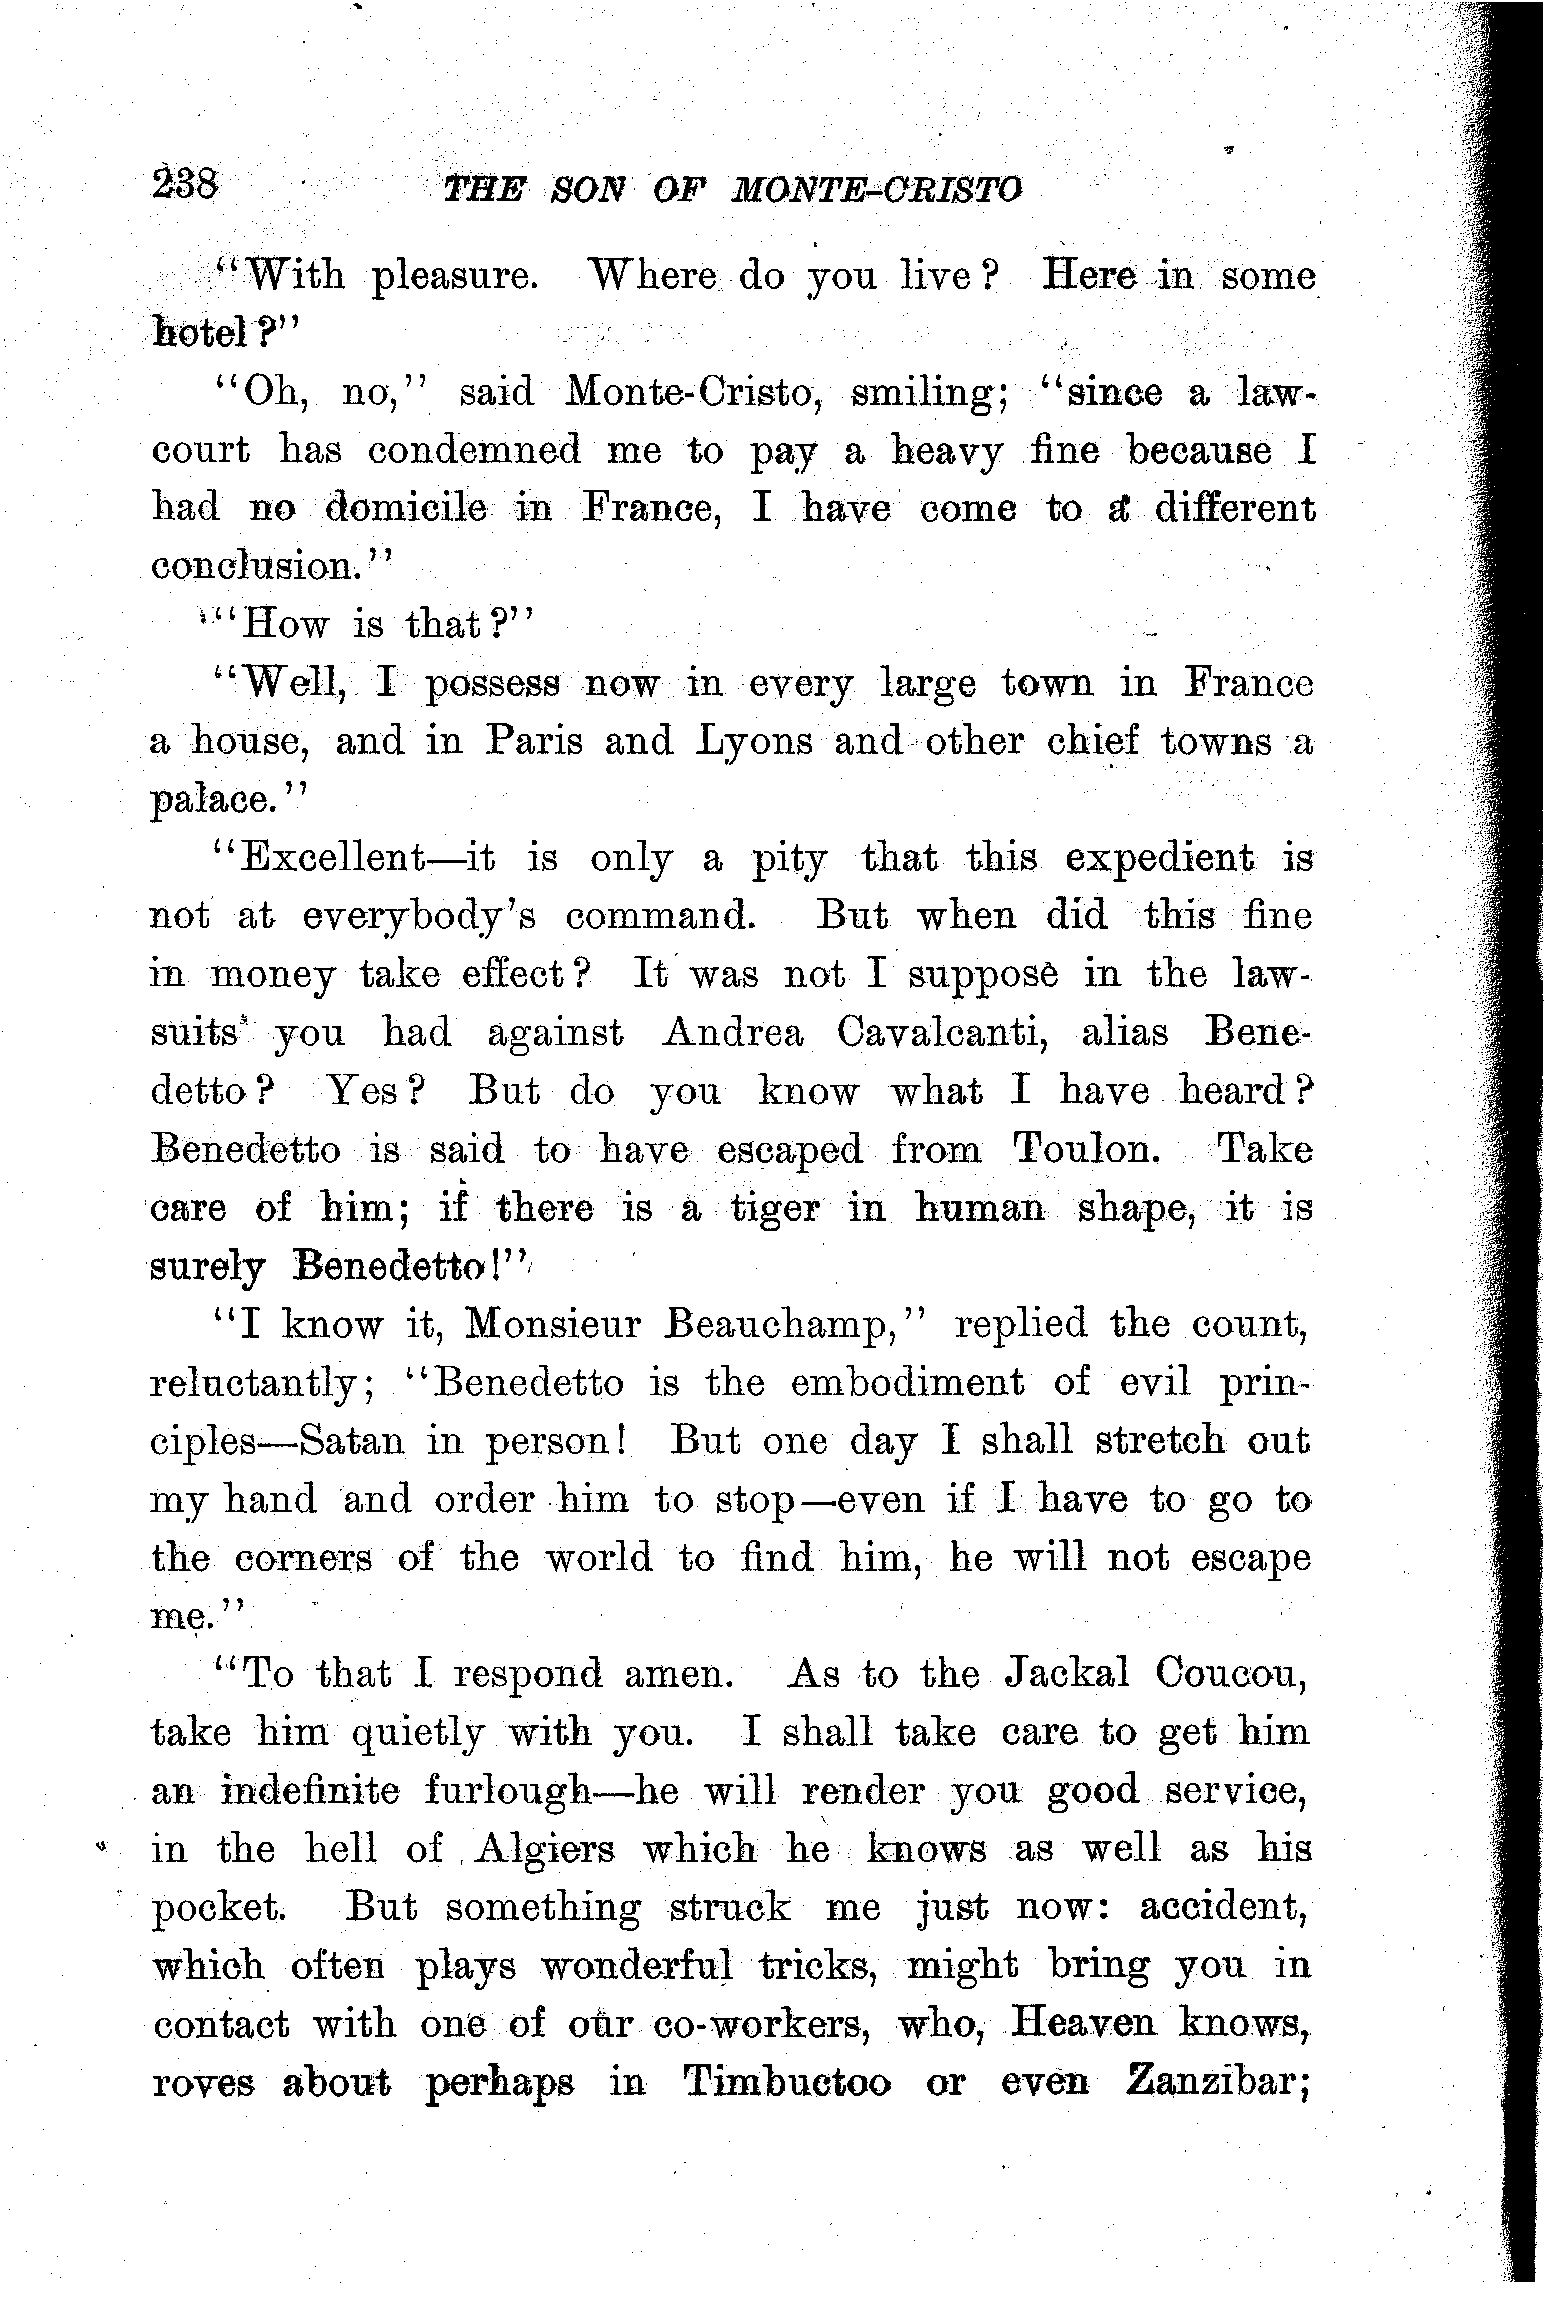 238 THE SON OF MONTE-CRISTO
"With pleasure. Where do you live? Here in some
hotel?"
"Oh, no," said Monte-Cristo, smiling; "since a law-
court has condemned me to pay a heavy fine because I
had no domicile in France, I have come to a different
conclusion."
"How is that?"
"Well, I possess now in every large town in France
a house, and in Paris and Lyons and other chief towns a
palace."
"Excellent—it is only a pity that this expedient is
not at everybody's command. But when did this fine
in money take effect? It was not I suppose in the law-
suits you had against Andrea Cavalcanti, alias Bene-
detto? Yes? But do you know what I have heard?
Benedetto is said to have escaped from Toulon. Take
care of him; if there is a tiger in human shape, it is
surely Benedetto!"
"I know it, Monsieur Beauchamp," replied the count,
reluctantly; "Benedetto is the embodiment of evil prin-
ciples—Satan in person! But one day I shall stretch out
my hand and order him to stop—even if I have to go to
the corners of the world to find him, he will not escape
me."
"To that I respond amen. As to the Jackal Coucou,
take him quietly with you. I shall take care to get him
an indefinite furlough—he will render you good service,
in the hell of Algiers which he knows as well as his
pocket. But something struck me just now: accident,
which often plays wonderful tricks, might bring you in
contact with one of our co-workers, who, Heaven knows,
roves about perhaps in Timbuctoo or even Zanzibar;